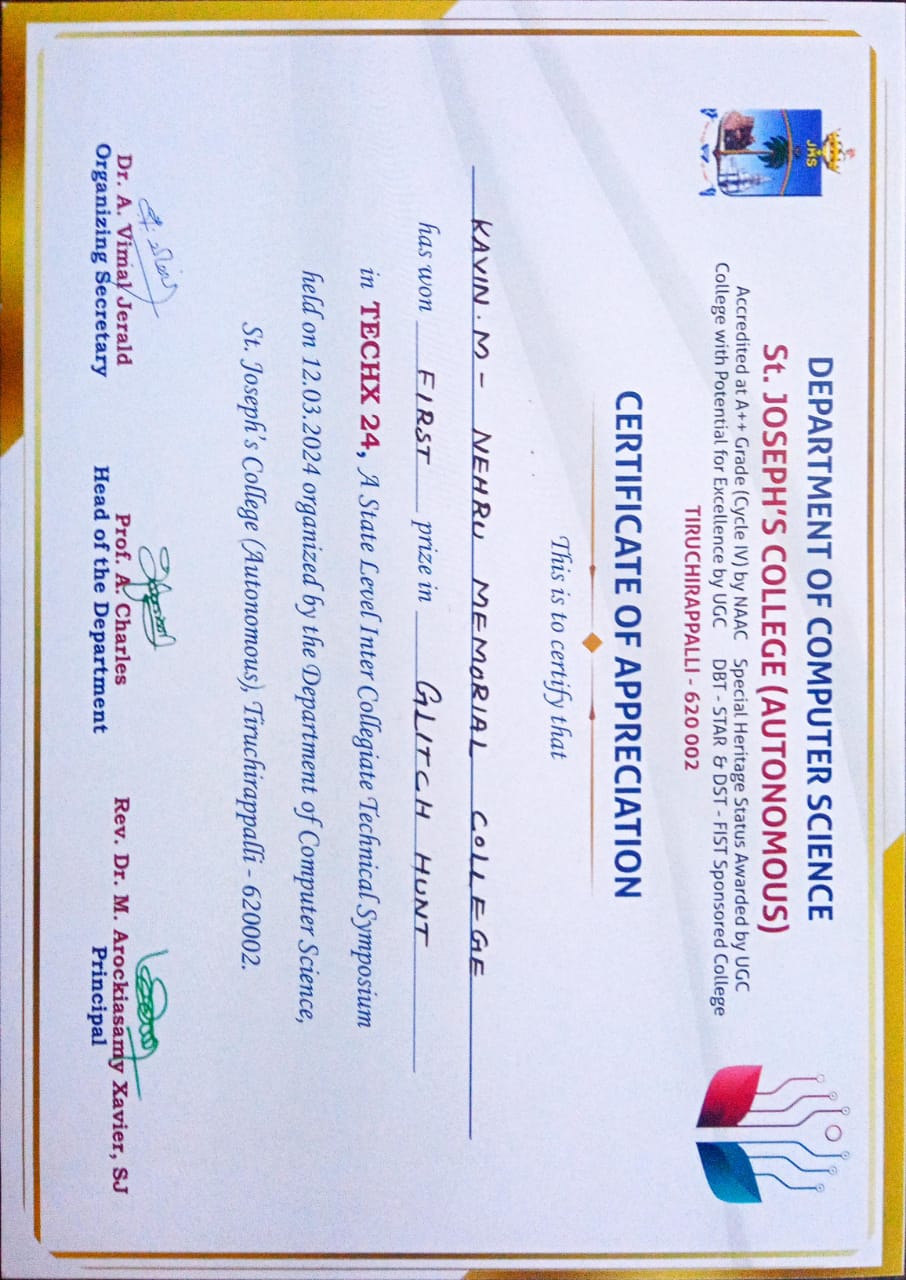 JHS
DEPARTMENT OF COMPUTER SCIENCE
St. JOSEPH'S COLLEGE (AUTONOMOUS)
Accredited at A++ Grade (Cycle IV) by NAAC Special Heritage Status Awarded by UGC
College with Potential for Excellence by UGC DBT - STAR & DST - FIST Sponsored College
TIRUCHIRAPPALLI - 620 002
CERTIFICATE OF APPRECIATION
This is to certify that
KAVIN.M - NEHRU MEMORIAL COLLEGE
has won FIRST prize in GLITCH HUNT
in TECHX 24, A State Level Inter Collegiate Technical Symposium
held on 12.03.2024 organized by the Department of Computer Science,
St. Joseph's College (Autonomous), Tiruchirappalli - 620002.
Dr. A. Vimal Jerald Prof. A. Charles Rev. Dr. M. Arockiasamy Xavier, SJ
Organizing Secretary Head of the Department Principal